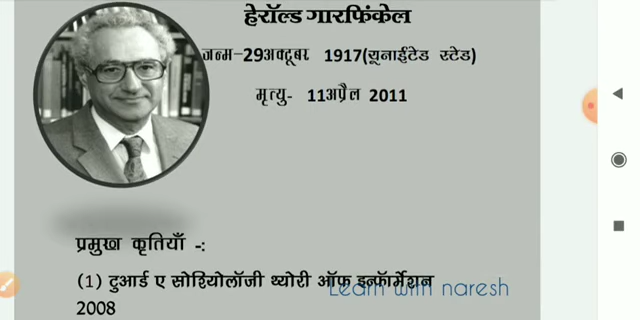 हेरॉल्ड गारफिंकेल
जन्म-29अक्टूबर 1917(यूनाईटेड स्टेड)
मृत्यु- 11अप्रैल 2011
प्रमुख कृतियाँ -:
(1) टुआर्ड ए सोशियोलॉजी थ्योरी ऑफ इन्फॉर्मेशन
Learn with naresh
2008